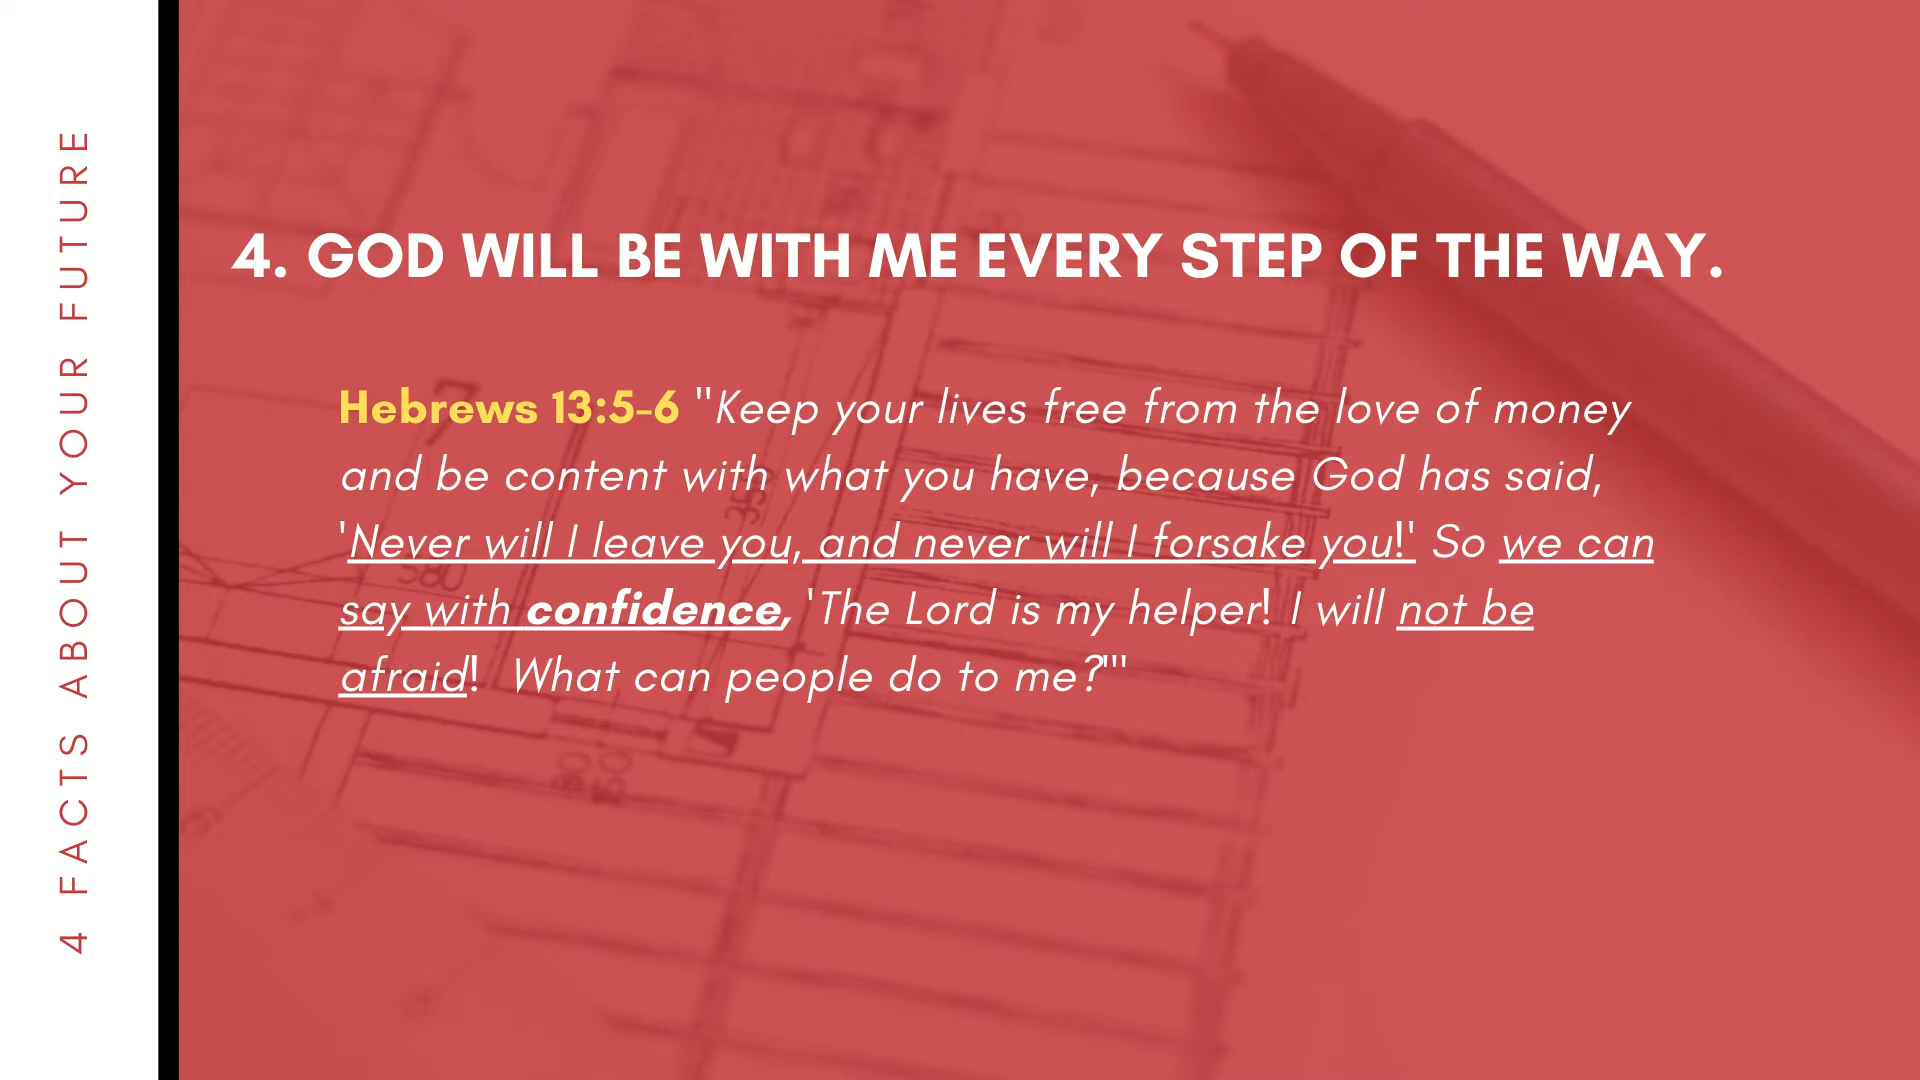 4 FACTS ABOUT YOUR FUTURE
4. GOD WILL BE WITH ME EVERY STEP OF THE WAY.
Hebrews 13:5-6 "Keep your lives free from the love of money
and be content with what you have, because God has said,
'Never will I leave you, and never will I forsake you!' So we can
say with confidence, 'The Lord is my helper! I will not be
afraid!  What can people do to me?'"
359
580